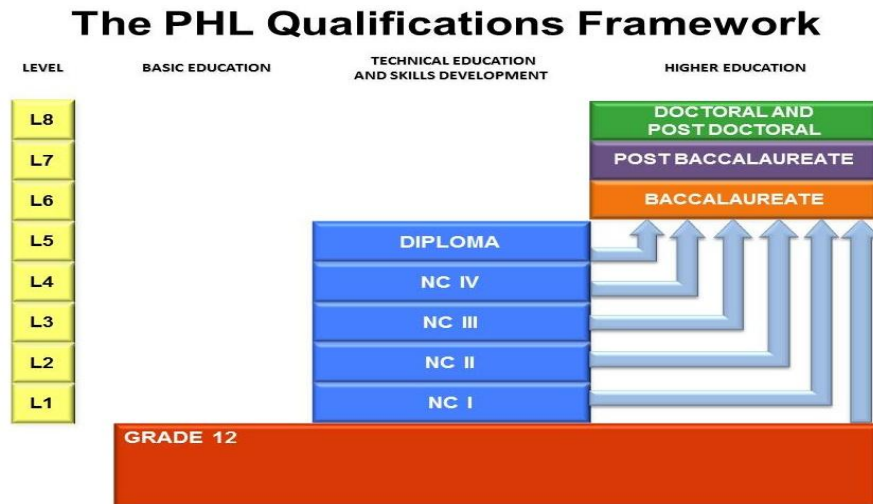 The PHL Qualifications Framework
LEVEL
BASIC EDUCATION
TECHNICAL EDUCATION
AND SKILLS DEVELOPMENT
HIGHER EDUCATION
L8
DOCTORAL AND
POST DOCTORAL
L7
POST BACCALAUREATE
L6
BACCALAUREATE
L5
DIPLOMA
L4
NC IV
L3
NC III
L2
NC II
L1
NC I
GRADE 12